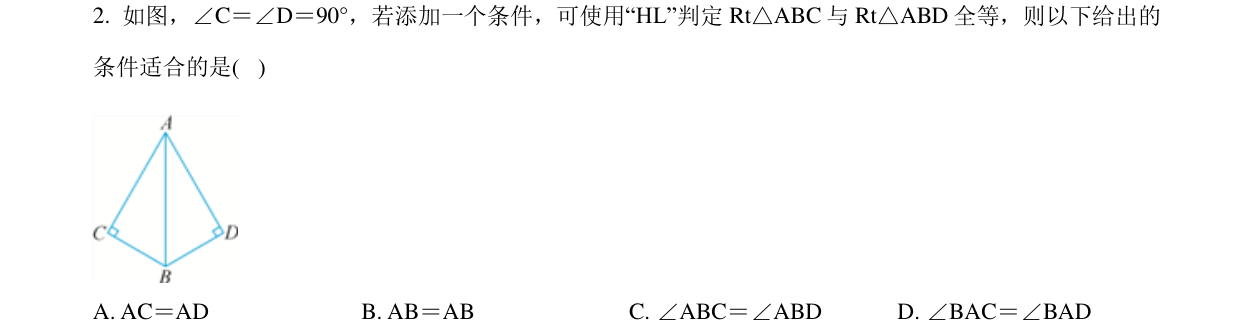 2. 如图，∠C＝∠D＝90°，若添加一个条件，可使用“HL”判定 Rt△ABC 与 Rt△ABD 全等，则以下给出的
条件适合的是(   )
A
C
D
B
A. AC＝AD
B. AB＝AB
C. ∠ABC＝∠ABD
D. ∠BAC＝∠BAD